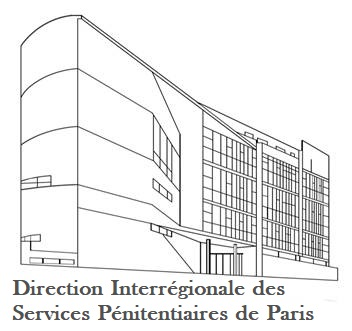 Direction Interrégionale des
Services Pénitentiaires de Paris